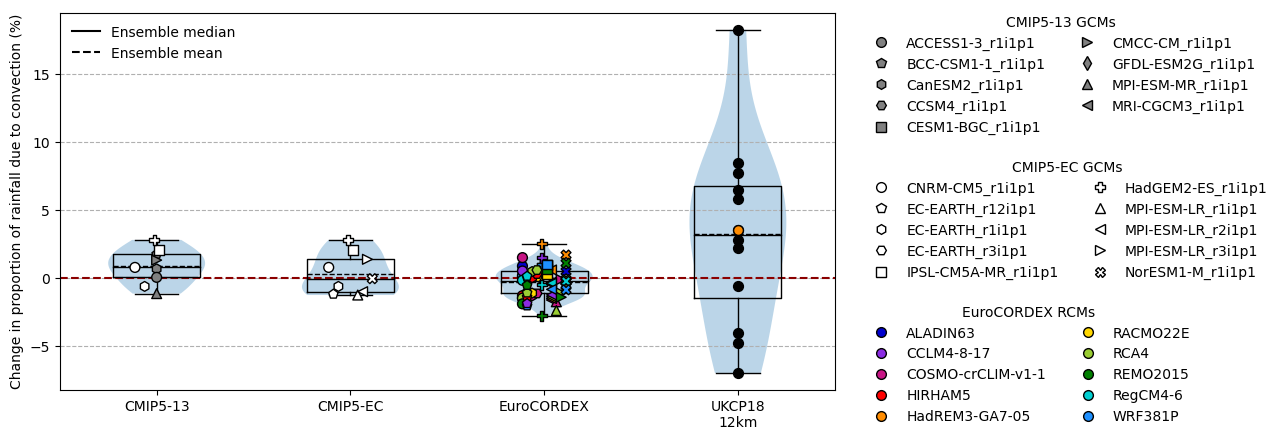 Change in proportion of rainfall due to convection (%)
15
10
5
0
−5
Ensemble median
Ensemble mean
CMIP5-13
CMIP5-EC
EuroCORDEX
UKCP18
12km
CMIP5-13 GCMs
ACCESS1-3_r1i1p1
BCC-CSM1-1_r1i1p1
CanESM2_r1i1p1
CCSM4_r1i1p1
CESM1-BGC_r1i1p1
CMCC-CM_r1i1p1
GFDL-ESM2G_r1i1p1
MPI-ESM-MR_r1i1p1
MRI-CGCM3_r1i1p1
CMIP5-EC GCMs
CNRM-CM5_r1i1p1
EC-EARTH_r12i1p1
EC-EARTH_r1i1p1
EC-EARTH_r3i1p1
IPSL-CM5A-MR_r1i1p1
HadGEM2-ES_r1i1p1
MPI-ESM-LR_r1i1p1
MPI-ESM-LR_r2i1p1
MPI-ESM-LR_r3i1p1
NorESM1-M_r1i1p1
EuroCORDEX RCMs
ALADIN63
CCLM4-8-17
COSMO-crCLIM-v1-1
HIRHAM5
HadREM3-GA7-05
RACMO22E
RCA4
REMO2015
RegCM4-6
WRF381P